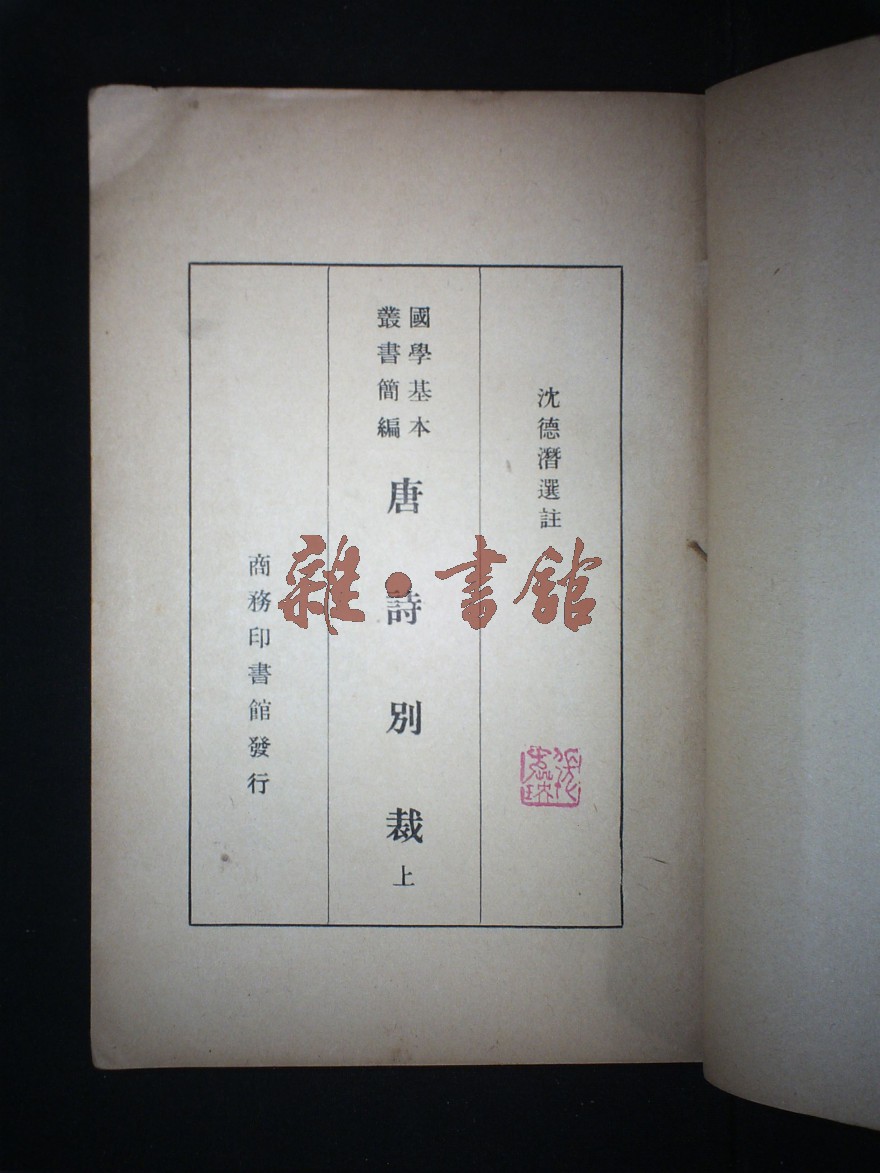 沈德潛選註
國學基本
叢書簡編
唐詩別裁上
商務印書館發行
雜·書館